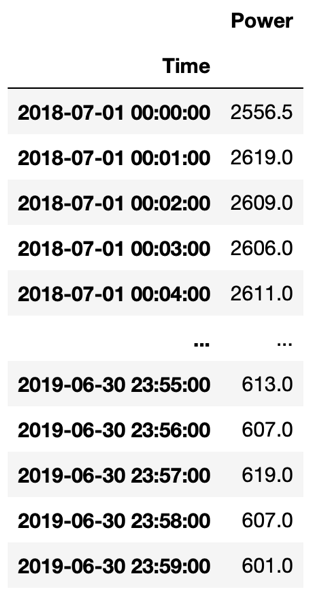 Power
Time
2018-07-01 00:00:00 2556.5
2018-07-01 00:01:00 2619.0
2018-07-01 00:02:00 2609.0
2018-07-01 00:03:00 2606.0
2018-07-01 00:04:00 2611.0
... ...
2019-06-30 23:55:00 613.0
2019-06-30 23:56:00 607.0
2019-06-30 23:57:00 619.0
2019-06-30 23:58:00 607.0
2019-06-30 23:59:00 601.0